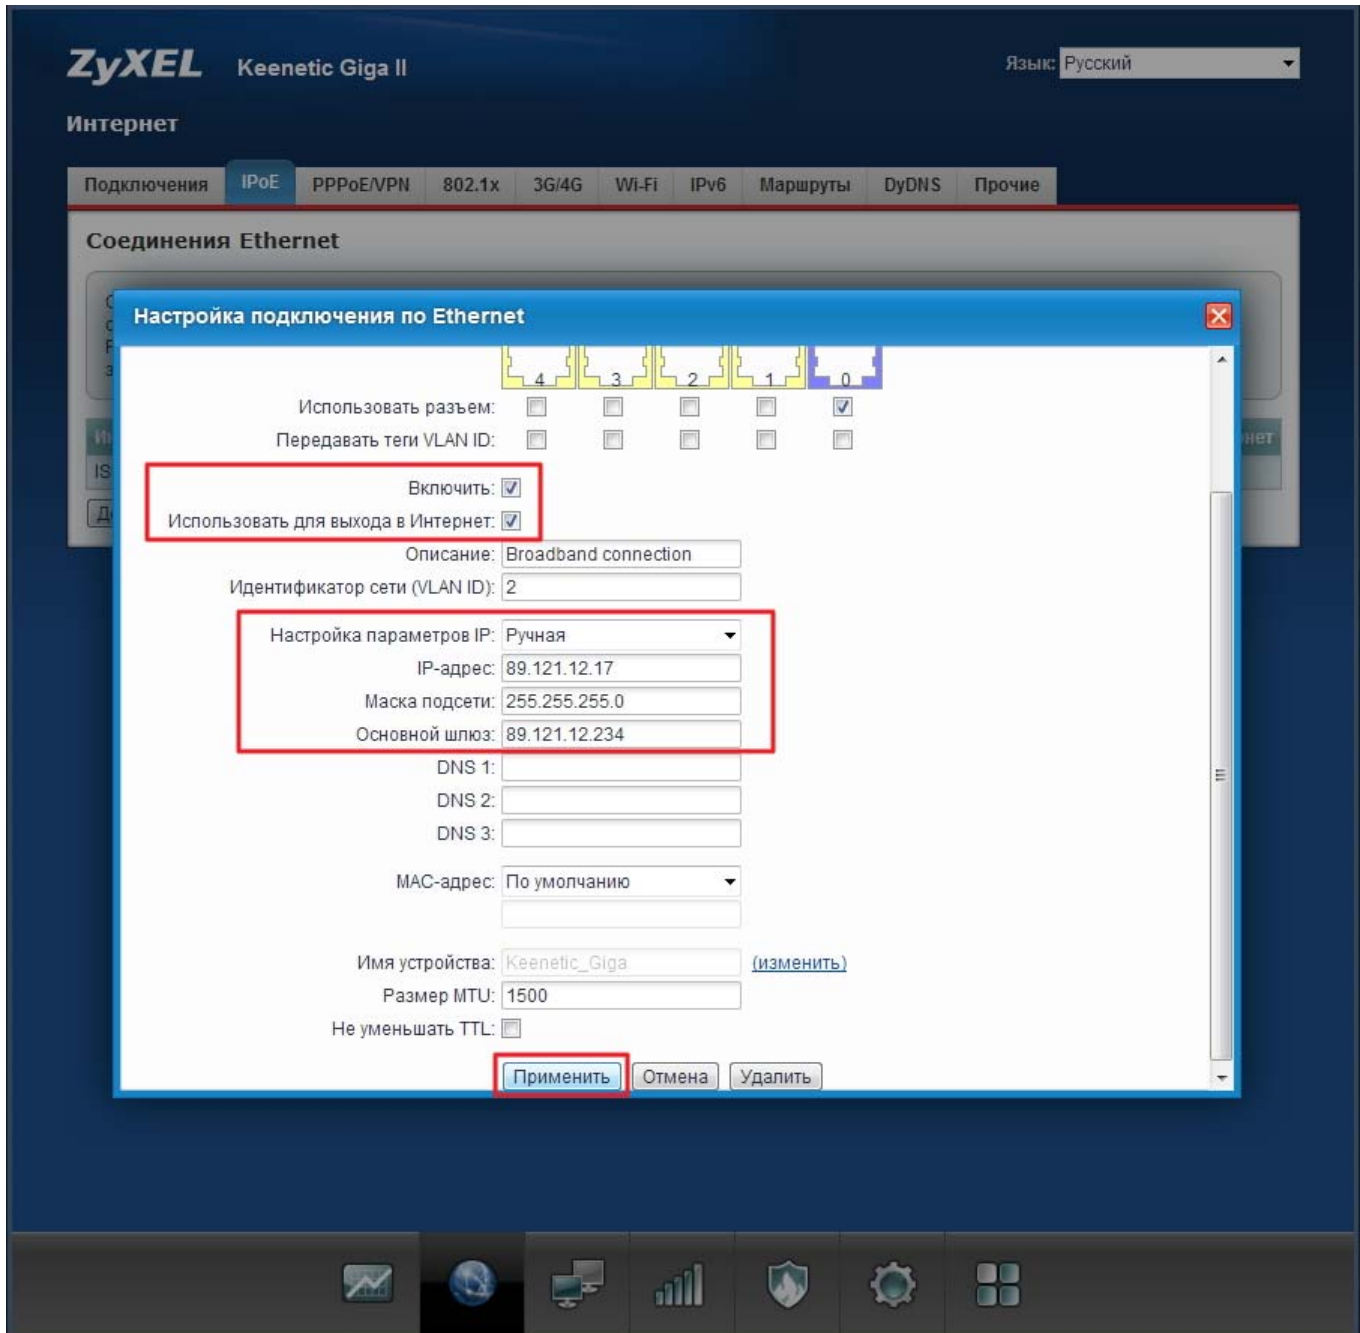 ZyXEL Keenetic Giga II
Язык: Русский
Интернет
Подключения IPoE PPPoE/VPN 802.1x 3G/4G Wi-Fi IPv6 Маршруты DyDNS Прочие
Соединения Ethernet
Настройка подключения по Ethernet
4 3 2 1 0
Использовать разъем:
Передавать теги VLAN ID:
Включить:
Использовать для выхода в Интернет:
Описание: Broadband connection
Идентификатор сети (VLAN ID): 2
Настройка параметров IP: Ручная
IP-адрес: 89.121.12.17
Маска подсети: 255.255.255.0
Основной шлюз: 89.121.12.234
DNS 1:
DNS 2:
DNS 3:
MAC-адрес: По умолчанию
Имя устройства: Keenetic_Giga (изменить)
Размер MTU: 1500
Не уменьшать TTL:
Применить Отмена Удалить